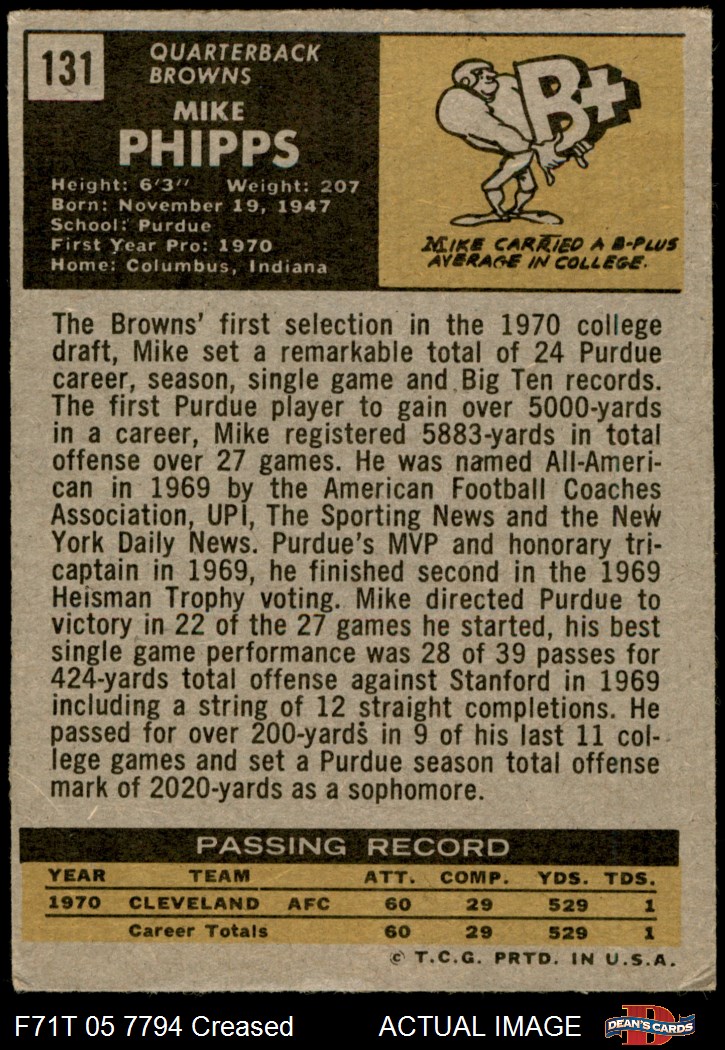 131
QUARTERBACK
BROWNS
MIKE
PHIPPS
Height: 6'3" Weight: 207
Born: November 19, 1947
School: Purdue
First Year Pro: 1970
Home: Columbus, Indiana
B+
MIKE CARRIED A B-PLUS
AVERAGE IN COLLEGE.
The Browns' first selection in the 1970 college
draft, Mike set a remarkable total of 24 Purdue
career, season, single game and Big Ten records.
The first Purdue player to gain over 5000-yards
in a career, Mike registered 5883-yards in total
offense over 27 games. He was named All-Ameri-
can in 1969 by the American Football Coaches
Association, UPI, The Sporting News and the New
York Daily News. Purdue's MVP and honorary tri-
captain in 1969, he finished second in the 1969
Heisman Trophy voting. Mike directed Purdue to
victory in 22 of the 27 games he started, his best
single game performance was 28 of 39 passes for
424-yards total offense against Stanford in 1969
including a string of 12 straight completions. He
passed for over 200-yards in 9 of his last 11 col-
lege games and set a Purdue season total offense
mark of 2020-yards as a sophomore.
PASSING RECORD
YEAR TEAM ATT. COMP. YDS. TDS.
1970 CLEVELAND AFC 60 29 529 1
Career Totals 60 29 529 1
© T.C.G. PRTD. IN U.S.A.
F71T 05 7794 Creased ACTUAL IMAGE
D
DEAN'S CARDS